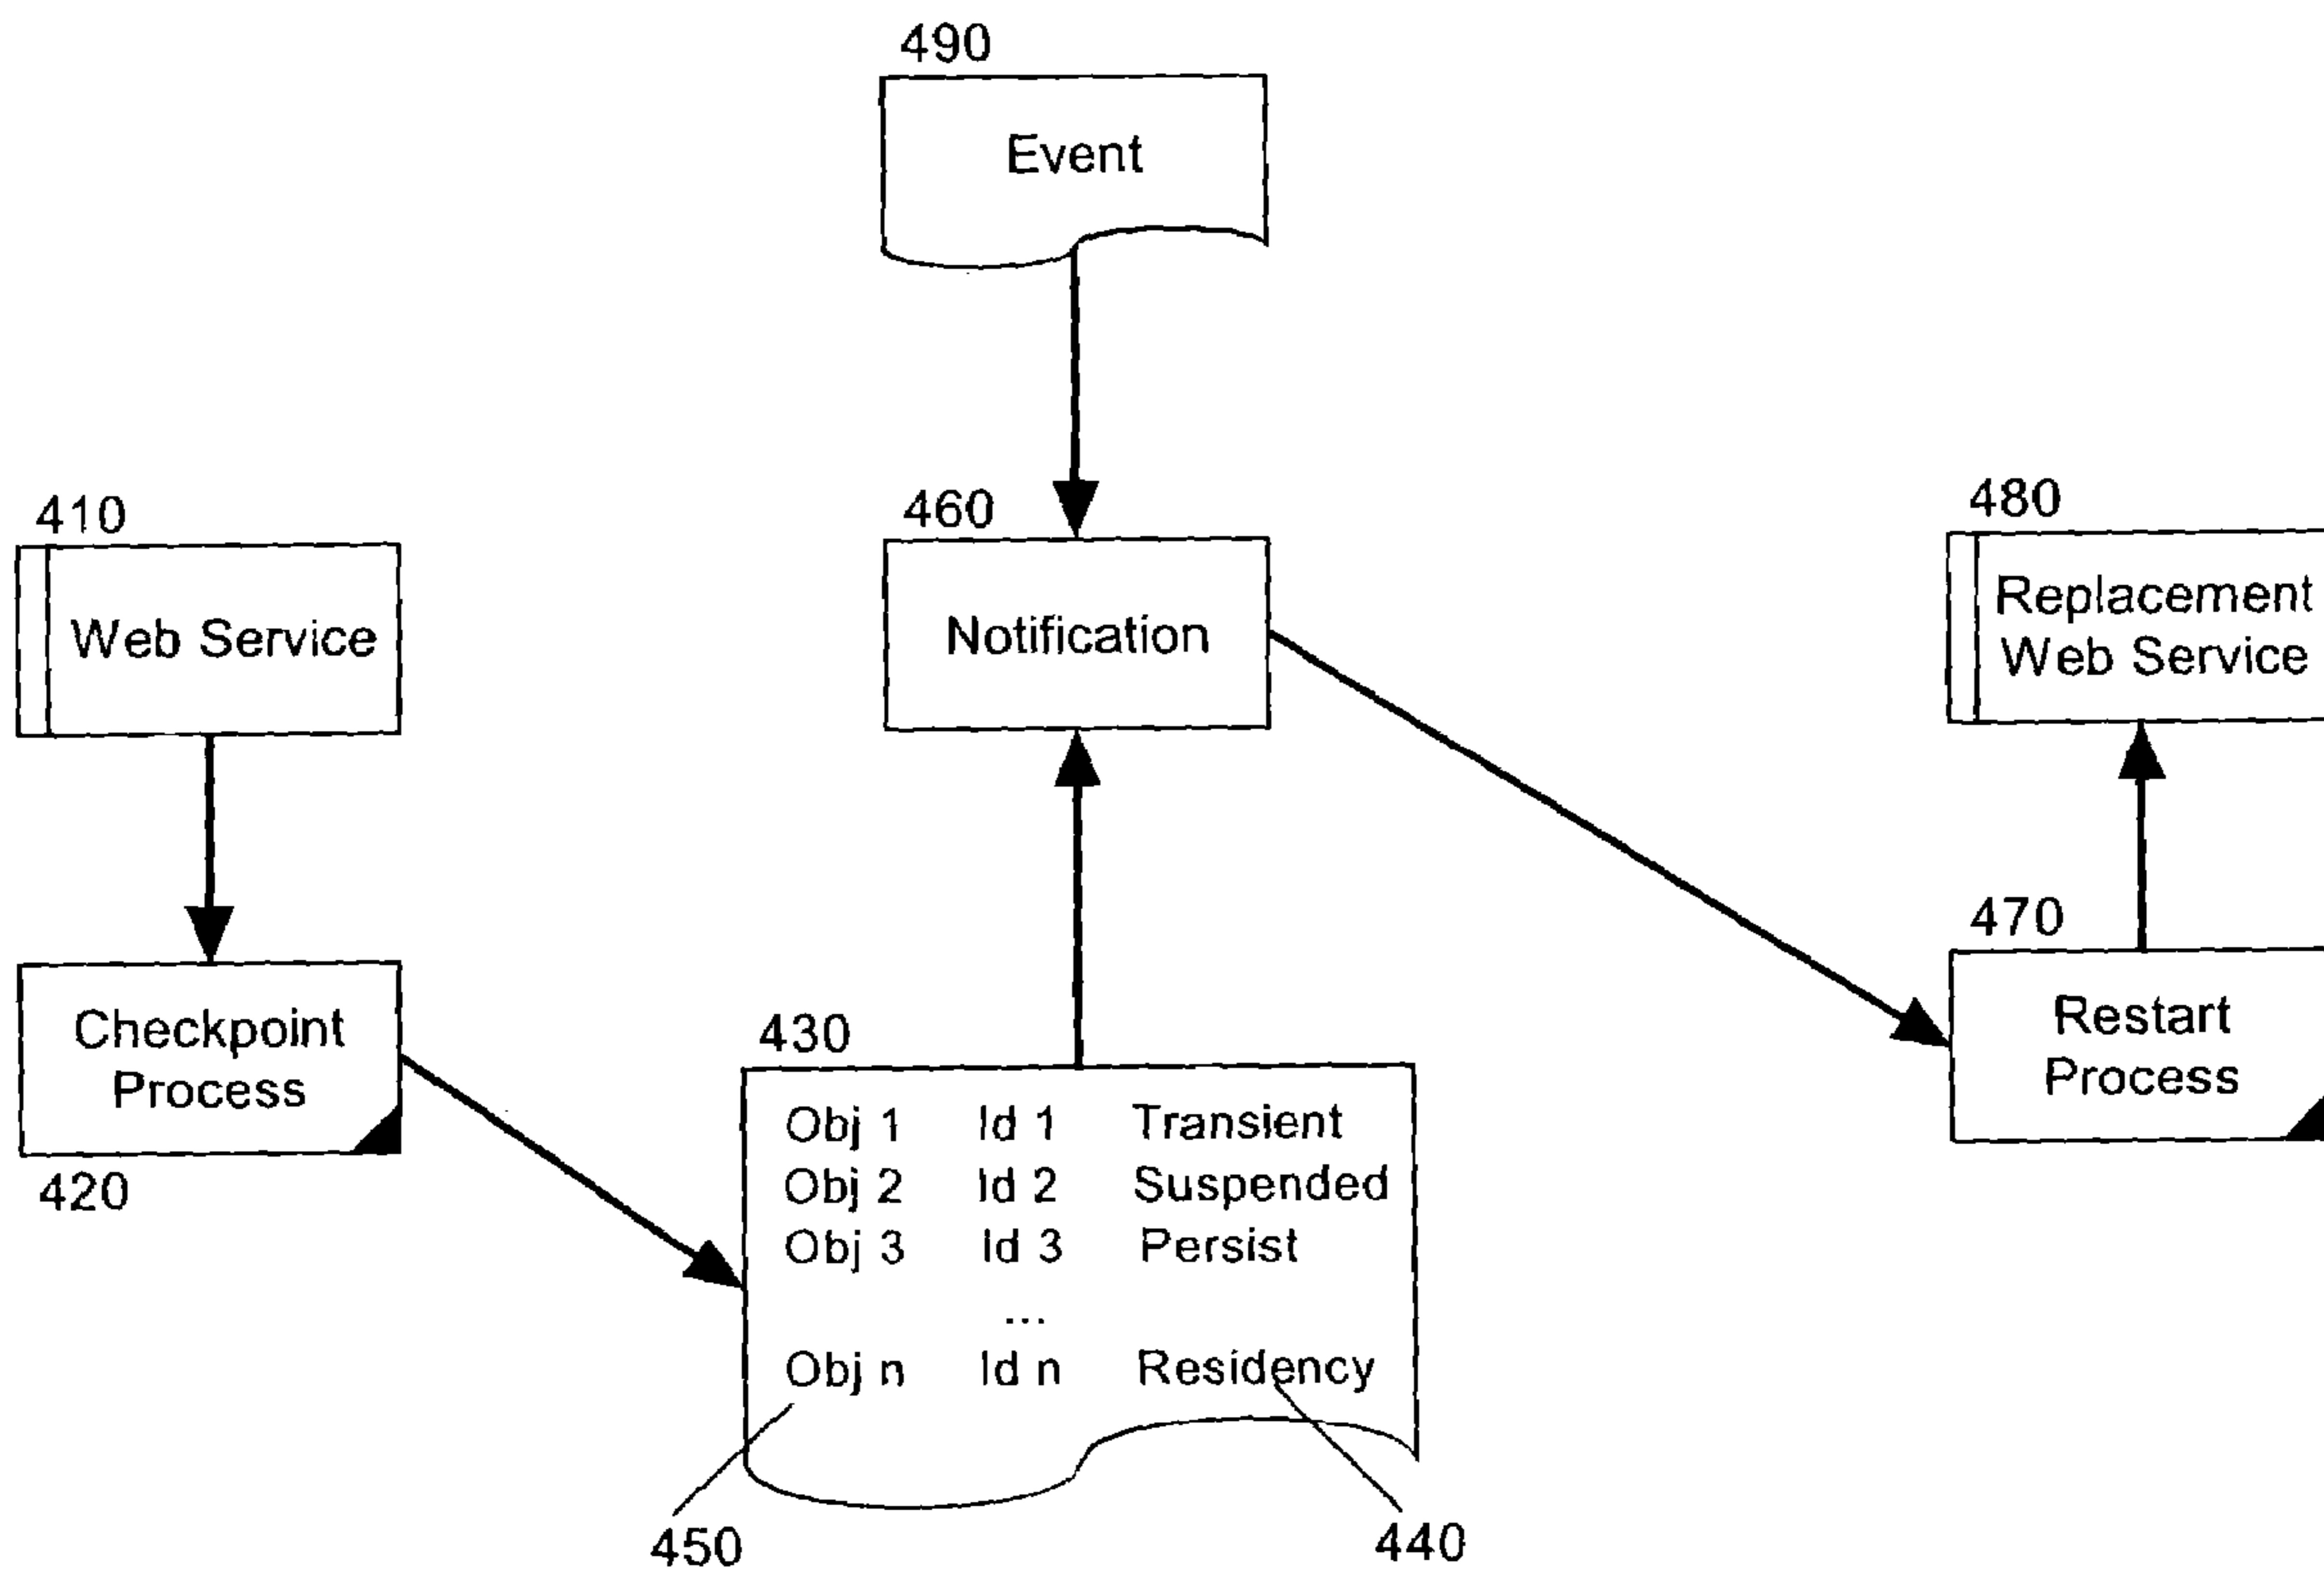 490
Event
410
Web Service
460
Notification
480
Replacement
Web Service
Checkpoint
Process
420
430
Obj 1 Id 1 Transient
Obj 2 Id 2 Suspended
Obj 3 Id 3 Persist
...
Obj n Id n Residency
450
440
470
Restart
Process